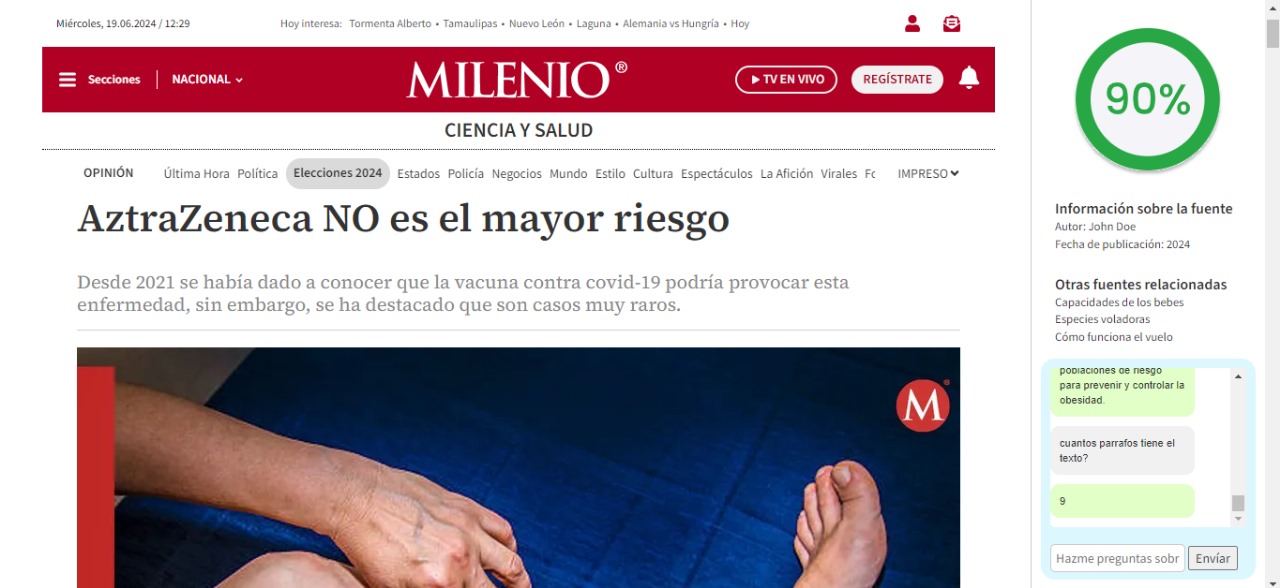 Miércoles, 19.06.2024 / 12:29
Hoy interesa: Tormenta Alberto • Tamaulipas • Nuevo León • Laguna • Alemania vs Hungría • Hoy
Secciones
NACIONAL
MILENIO®
TV EN VIVO
REGÍSTRATE
CIENCIA Y SALUD
OPINIÓN
Última Hora Política Elecciones 2024 Estados Policía Negocios Mundo Estilo Cultura Espectáculos La Afición Virales Fo
IMPRESO
AztraZeneca NO es el mayor riesgo
Desde 2021 se había dado a conocer que la vacuna contra covid-19 podría provocar esta
enfermedad, sin embargo, se ha destacado que son casos muy raros.
M®
90%
Información sobre la fuente
Autor: John Doe
Fecha de publicación: 2024
Otras fuentes relacionadas
Capacidades de los bebes
Especies voladoras
Cómo funciona el vuelo
poblaciones de riesgo
para prevenir y controlar la
obesidad.
cuantos parrafos tiene el
texto?
9
Hazme preguntas sobr
Envíar